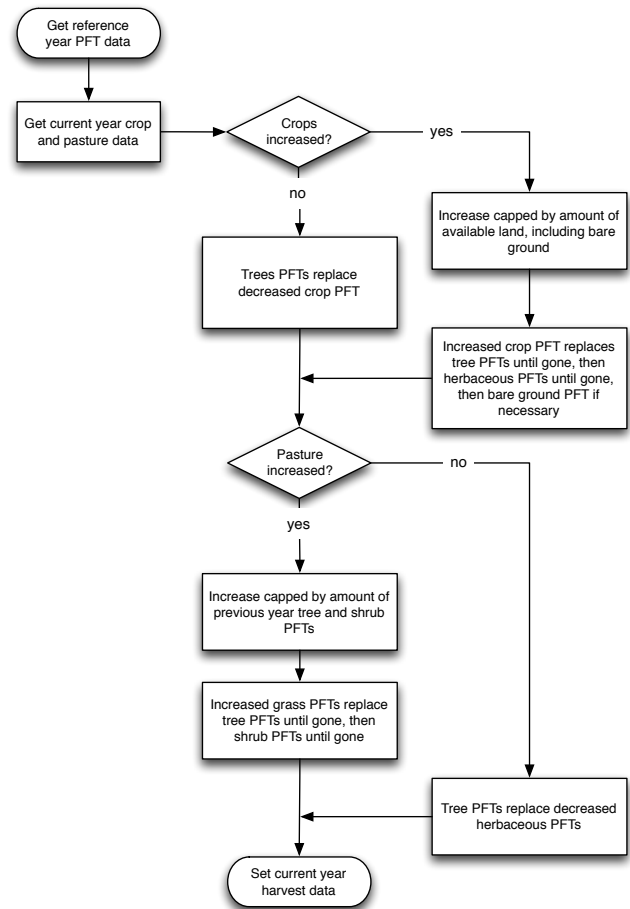 Get reference
year PFT data
Get current year crop
and pasture data
Crops
increased?
yes
no
Increase capped by amount of
available land, including bare
ground
Trees PFTs replace
decreased crop PFT
Increased crop PFT replaces
tree PFTs until gone, then
herbaceous PFTs until gone,
then bare ground PFT if
necessary
Pasture
increased?
no
yes
Increase capped by amount of
previous year tree and shrub
PFTs
Increased grass PFTs replace
tree PFTs until gone, then
shrub PFTs until gone
Tree PFTs replace decreased
herbaceous PFTs
Set current year
harvest data